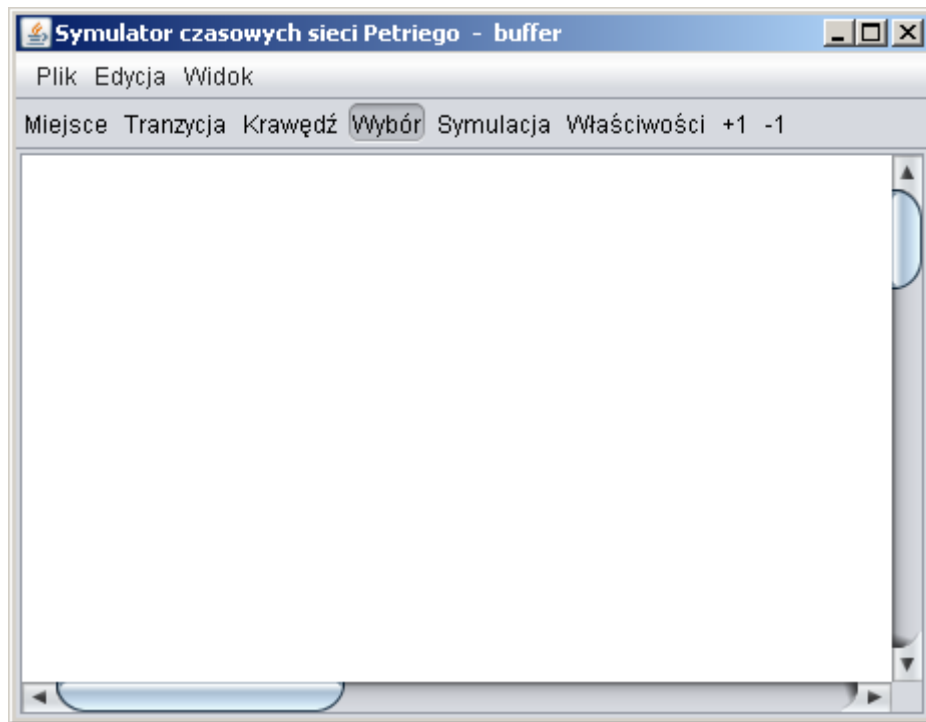 Symulator czasowych sieci Petriego - buffer
Plik Edycja Widok
Miejsce Tranzycja Krawędź Wybór Symulacja Właściwości +1 -1